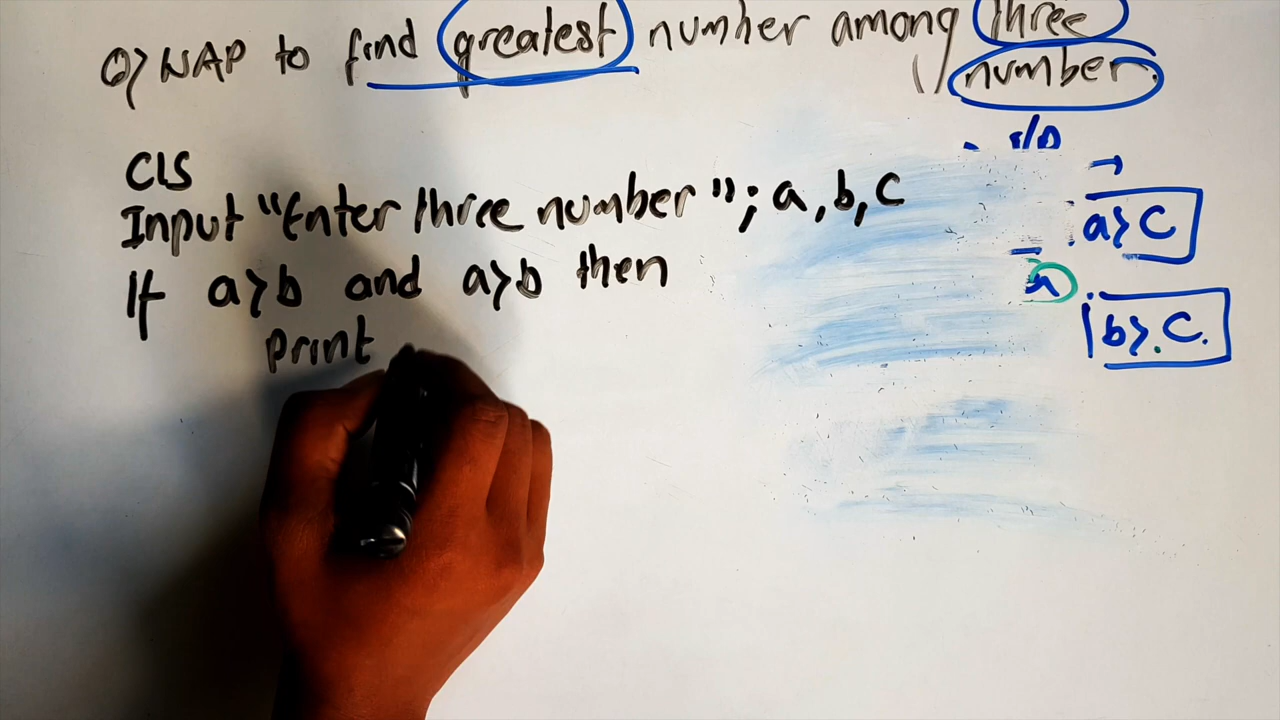 Q) WAP to find greatest number among three
number.
CLS
Input "Enter three number"; a, b, c
If a>b and a>b then
print
a>c
a
b>.c.